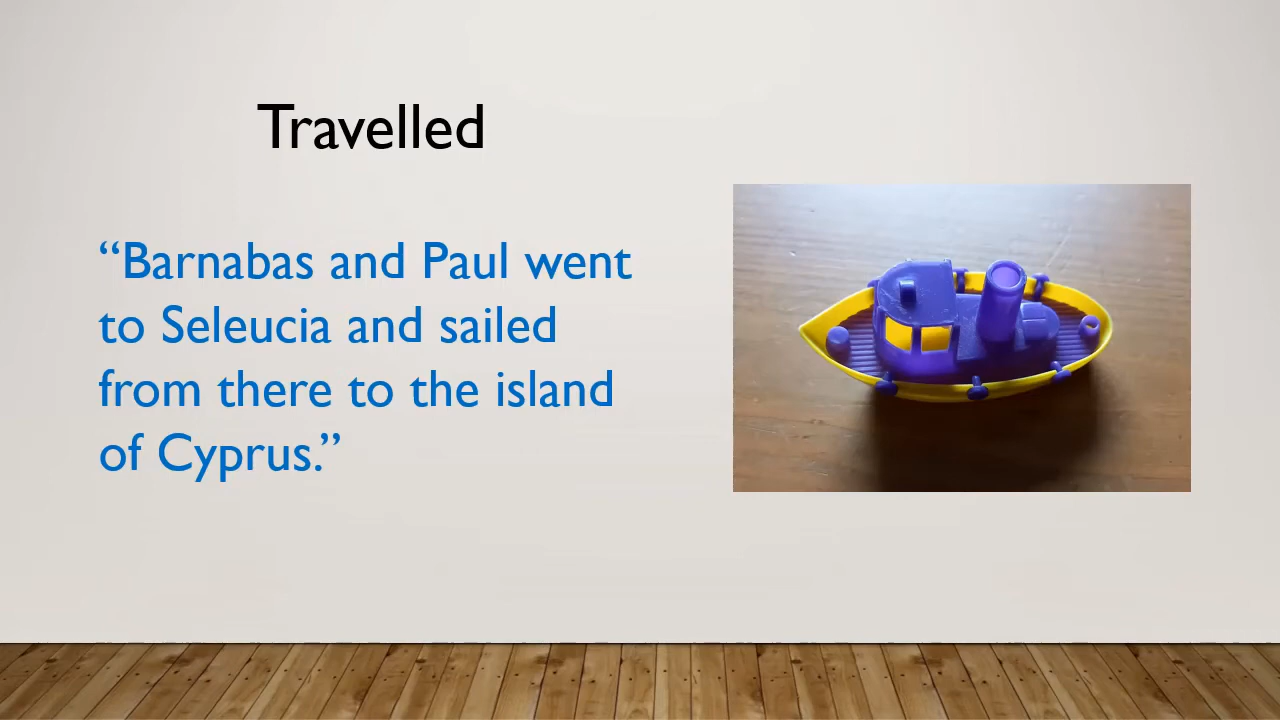 Travelled
“Barnabas and Paul went
to Seleucia and sailed
from there to the island
of Cyprus.”